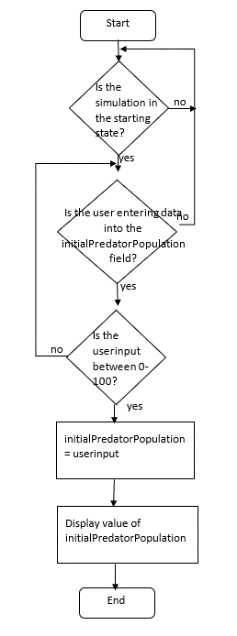 Start
Is the
simulation in
the starting
state?
no
yes
Is the user entering data
into the
initialPredatorPopulation
field?
no
yes
Is the
userinput
between 0-
100?
no
yes
initialPredatorPopulation
= userinput
Display value of
initialPredatorPopulation
End